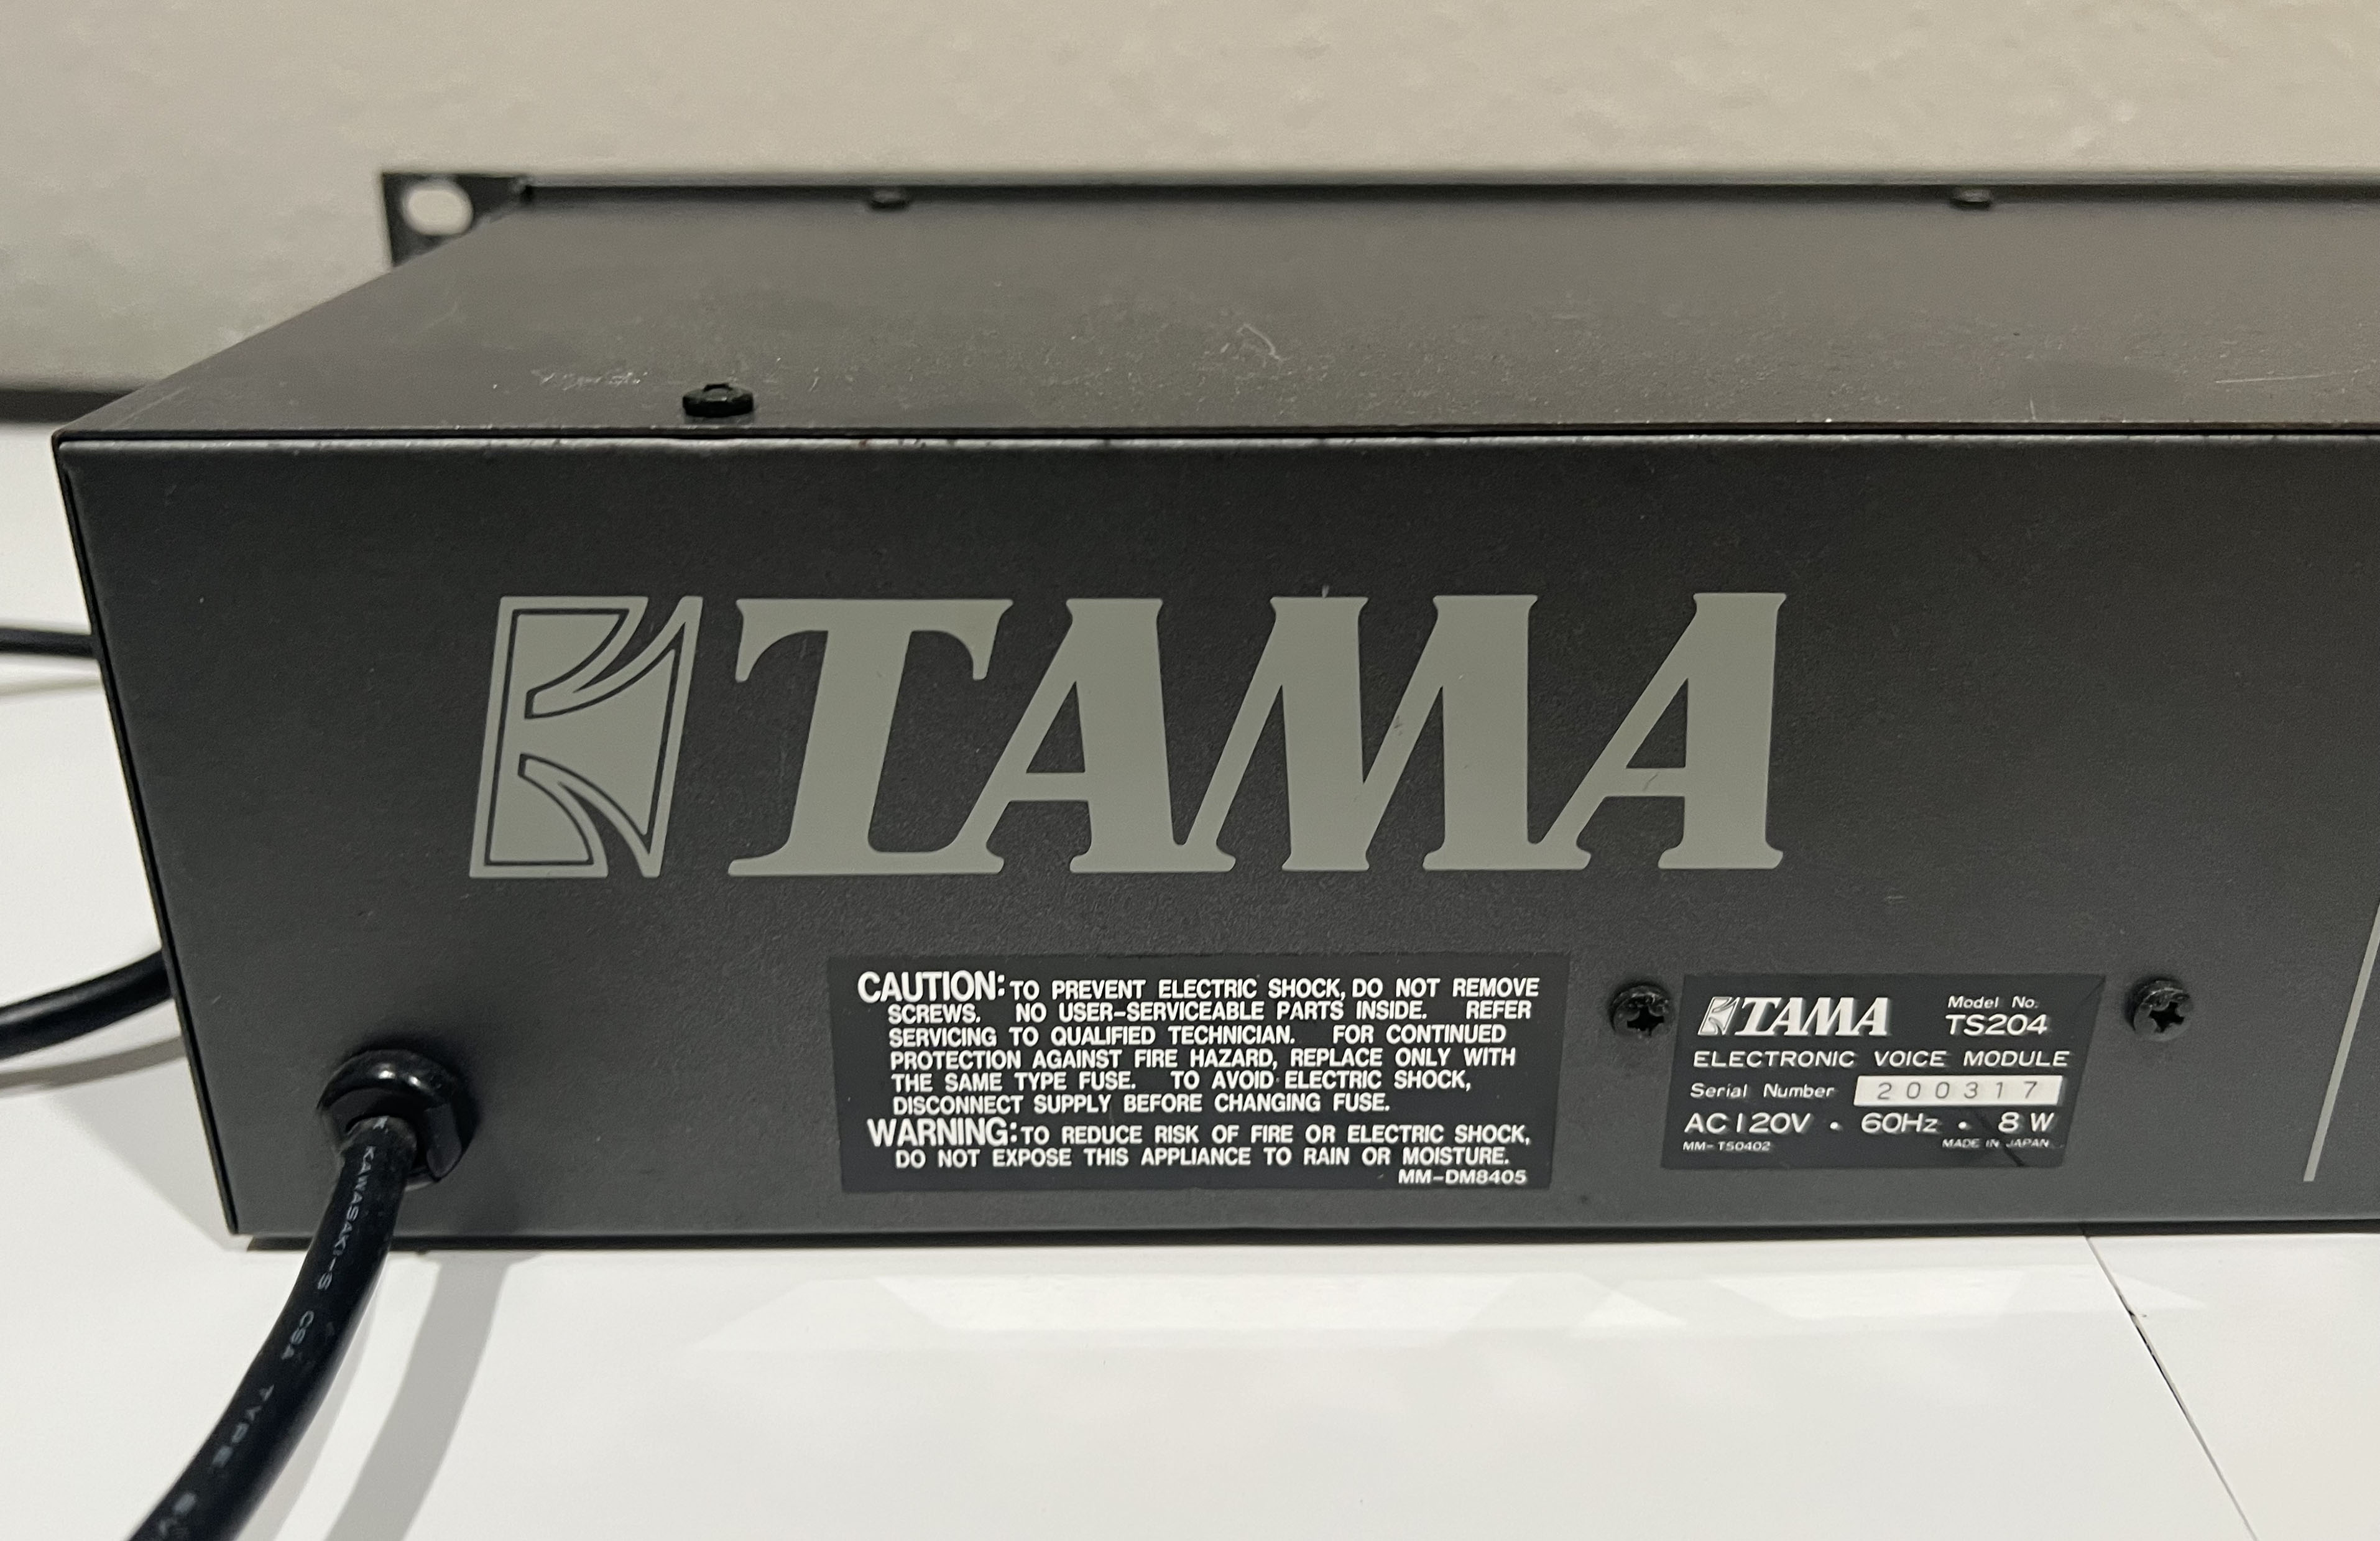 TAMA
CAUTION: TO PREVENT ELECTRIC SHOCK, DO NOT REMOVE
SCREWS. NO USER-SERVICEABLE PARTS INSIDE. REFER
SERVICING TO QUALIFIED TECHNICIAN. FOR CONTINUED
PROTECTION AGAINST FIRE HAZARD, REPLACE ONLY WITH
THE SAME TYPE FUSE. TO AVOID ELECTRIC SHOCK,
DISCONNECT SUPPLY BEFORE CHANGING FUSE.
WARNING: TO REDUCE RISK OF FIRE OR ELECTRIC SHOCK,
DO NOT EXPOSE THIS APPLIANCE TO RAIN OR MOISTURE.
MM-DM8405
TAMA Model No.
TS204
ELECTRONIC VOICE MODULE
Serial Number 200317
AC120V • 60Hz • 8W
MM-TS0402 MADE IN JAPAN
KAWASAKI-S CSA TYPE